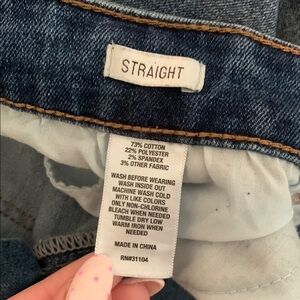 STRAIGHT
73% COTTON
22% POLYESTER
2% SPANDEX
3% OTHER FABRIC
WASH BEFORE WEARING
WASH INSIDE OUT
MACHINE WASH COLD
WITH LIKE COLORS
ONLY NON-CHLORINE
BLEACH WHEN NEEDED
TUMBLE DRY LOW
WARM IRON WHEN
NEEDED
MADE IN CHINA
RN#31104